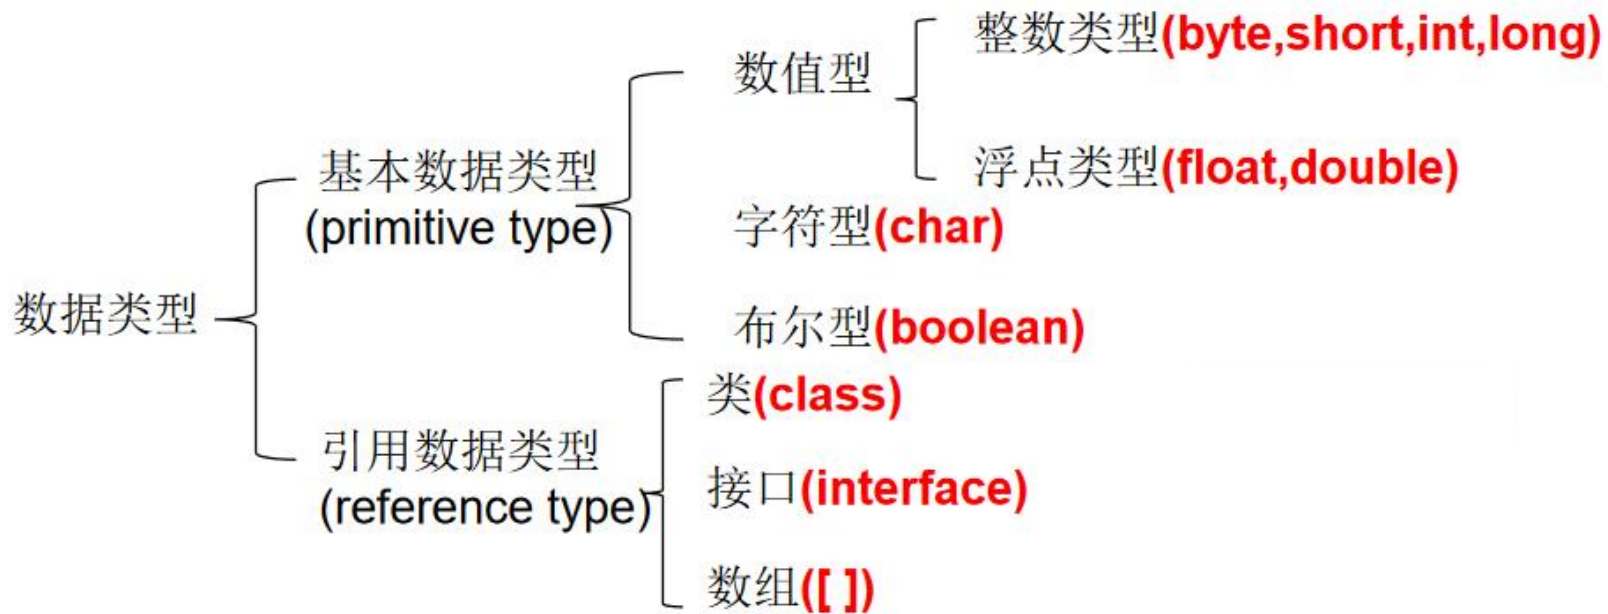 数据类型
基本数据类型
(primitive type)
数值型
整数类型(byte,short,int,long)
浮点类型(float,double)
字符型(char)
布尔型(boolean)
引用数据类型
(reference type)
类(class)
接口(interface)
数组([ ])